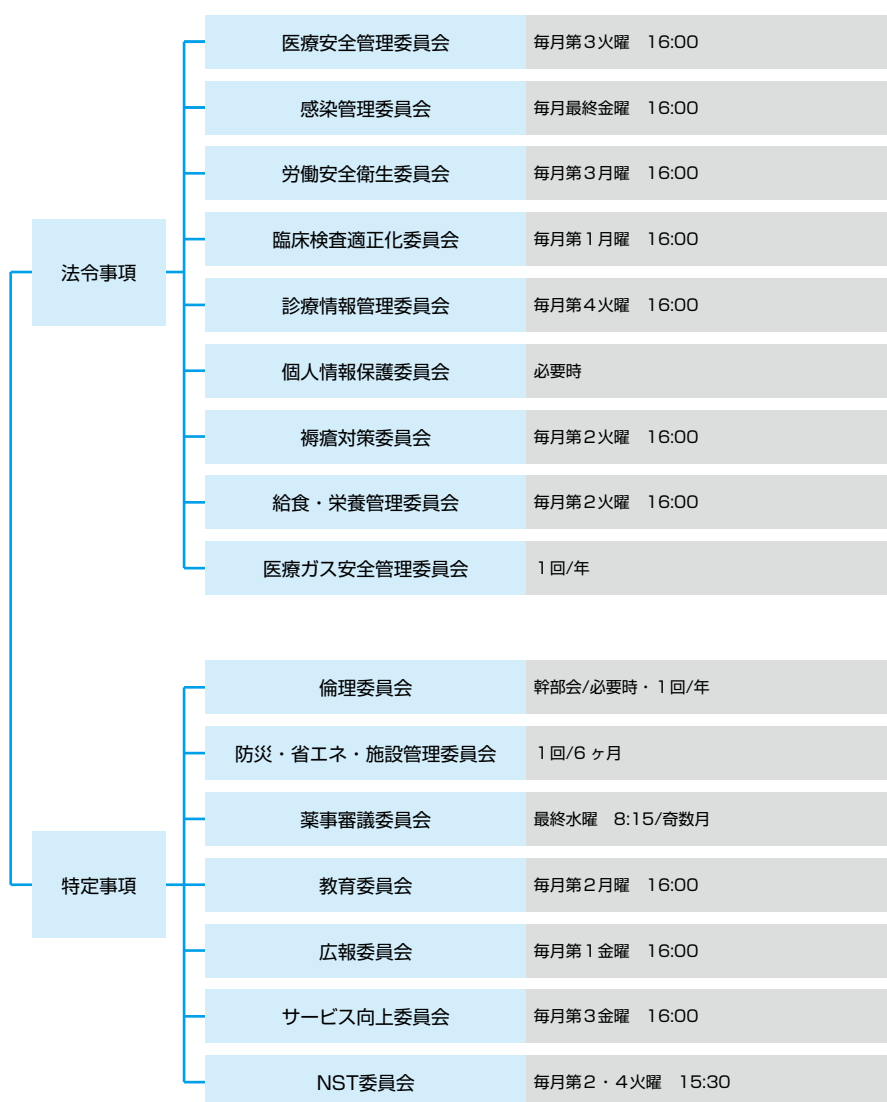 法令事項
医療安全管理委員会 毎月第３火曜　16:00
感染管理委員会 毎月最終金曜　16:00
労働安全衛生委員会 毎月第３月曜　16:00
臨床検査適正化委員会 毎月第１月曜　16:00
診療情報管理委員会 毎月第４火曜　16:00
個人情報保護委員会 必要時
褥瘡対策委員会 毎月第２火曜　16:00
給食・栄養管理委員会 毎月第２火曜　16:00
医療ガス安全管理委員会 １回/年
特定事項
倫理委員会 幹部会/必要時・１回/年
防災・省エネ・施設管理委員会 １回/6 ヶ月
薬事審議委員会 最終水曜　8:15/奇数月
教育委員会 毎月第２月曜　16:00
広報委員会 毎月第１金曜　16:00
サービス向上委員会 毎月第３金曜　16:00
NST委員会 毎月第２・４火曜　15:30